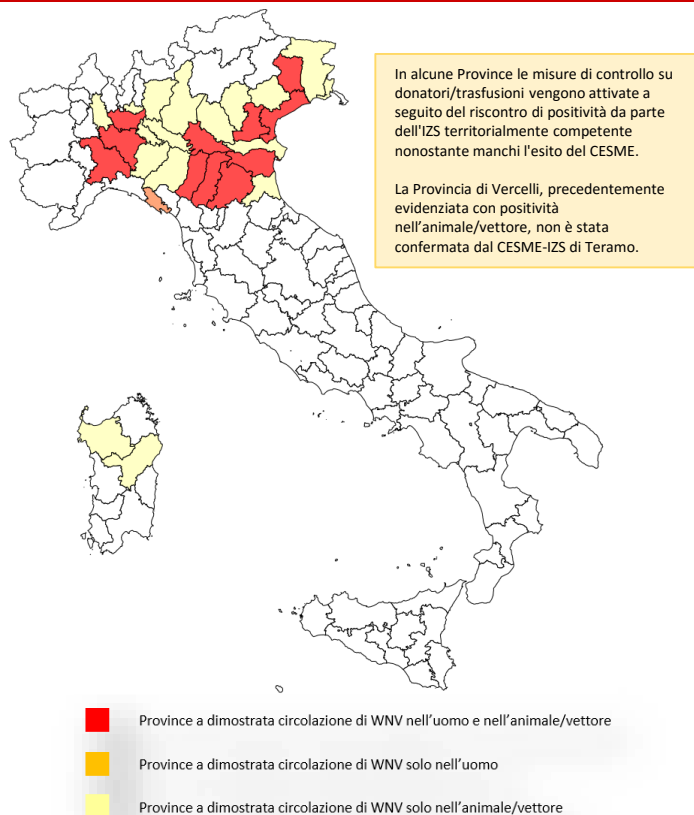 In alcune Province le misure di controllo su
donatori/trasfusioni vengono attivate a
seguito del riscontro di positività da parte
dell'IZS territorialmente competente
nonostante manchi l'esito del CESME.
La Provincia di Vercelli, precedentemente
evidenziata con positività
nell'animale/vettore, non è stata
confermata dal CESME-IZS di Teramo.
Province a dimostrata circolazione di WNV nell'uomo e nell'animale/vettore
Province a dimostrata circolazione di WNV solo nell'uomo
Province a dimostrata circolazione di WNV solo nell'animale/vettore